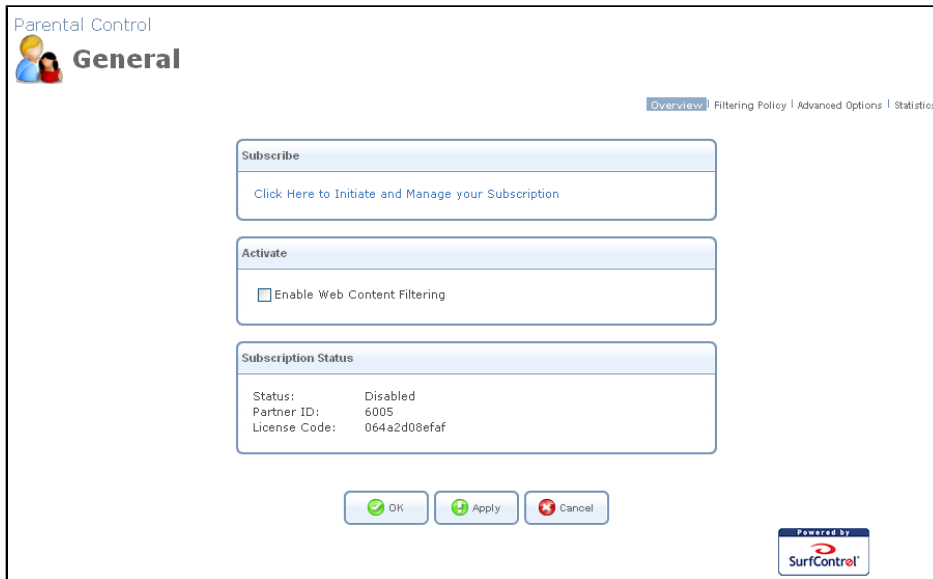 Parental Control
General
Overview | Filtering Policy | Advanced Options | Statistics
Subscribe
Click Here to Initiate and Manage your Subscription
Activate
Enable Web Content Filtering
Subscription Status
Status: Disabled
Partner ID: 6005
License Code: 064a2d08efaf
OK Apply Cancel
Powered by
SurfControl